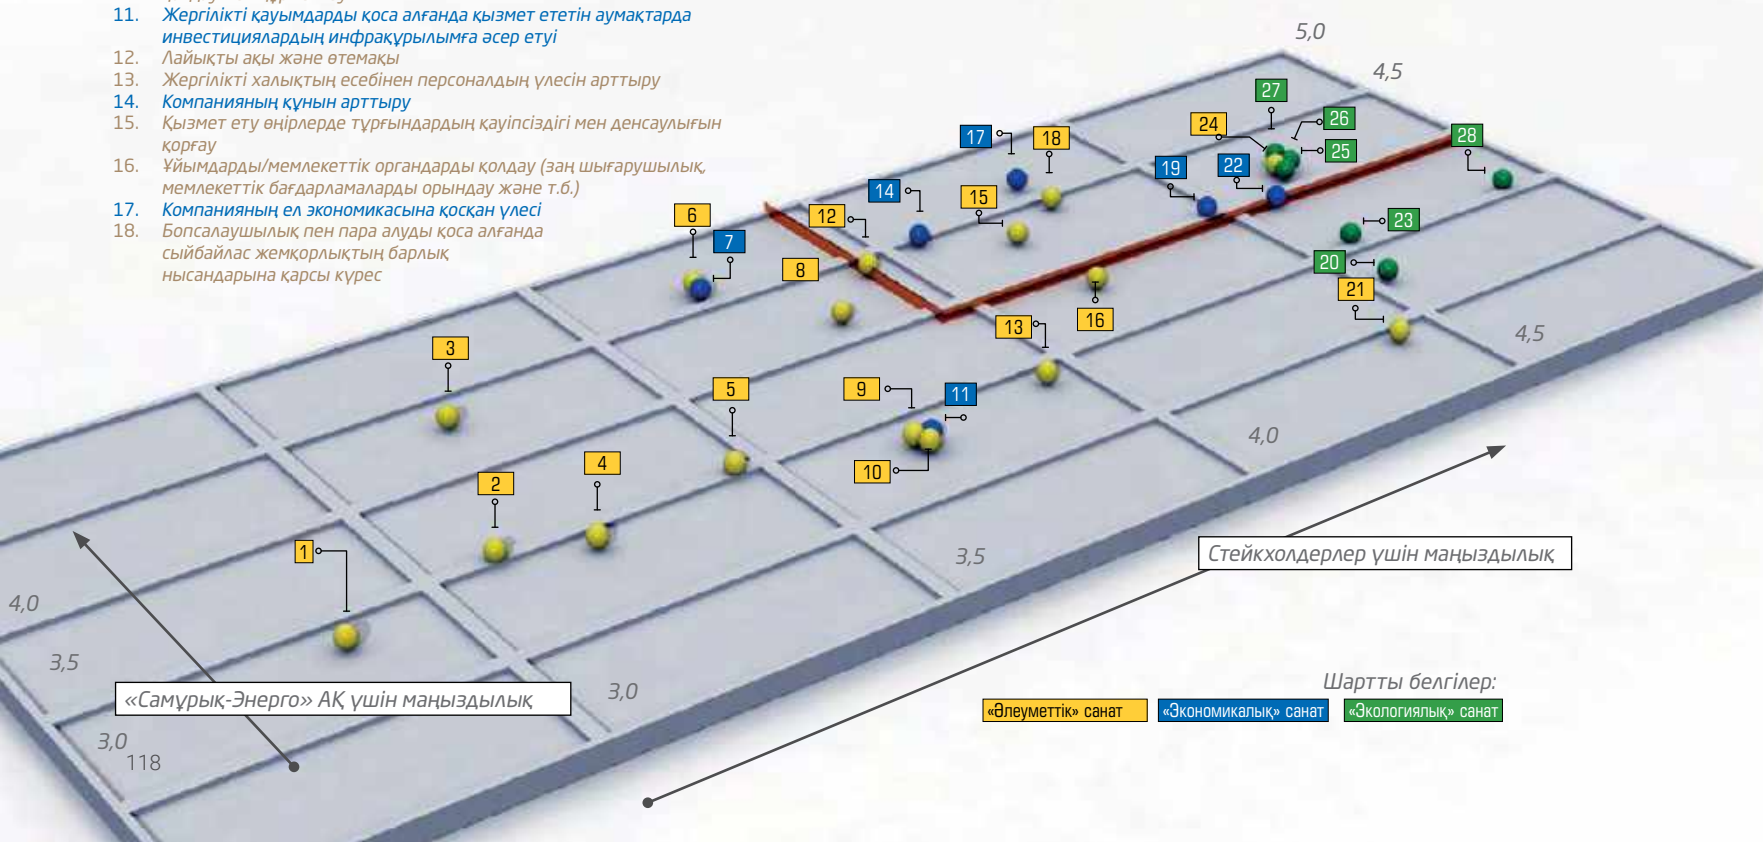 11. Жергілікті қауымдарды қоса алғанда қызмет ететін аумақтарда
инвестициялардың инфрақұрылымға әсер етуі
12. Лайықты ақы және өтемақы
13. Жергілікті халықтың есебінен персоналдың үлесін арттыру
14. Компанияның құнын арттыру
15. Қызмет ету өңірлерде тұрғындардың қауіпсіздігі мен денсаулығын
қорғау
16. Ұйымдарды/мемлекеттік органдарды қолдау (заң шығарушылық,
мемлекеттік бағдарламаларды орындау және т.б.)
17. Компанияның ел экономикасына қосқан үлесі
18. Бопсалаушылық пен пара алуды қоса алғанда
сыйбайлас жемқорлықтың барлық
нысандарына қарсы күрес
5,0
4,5
27
26
24
25
28
17
18
19
22
14
15
12
6
7
23
8
20
21
16
13
4,5
3
5
9
11
10
4,0
4
2
1
3,5
Стейкхолдерлер үшін маңыздылық
4,0
3,5
«Самұрық-Энерго» АҚ үшін маңыздылық
3,0
3,0
118
Шартты белгілер:
«Әлеуметтік» санат
«Экономикалық» санат
«Экологиялық» санат